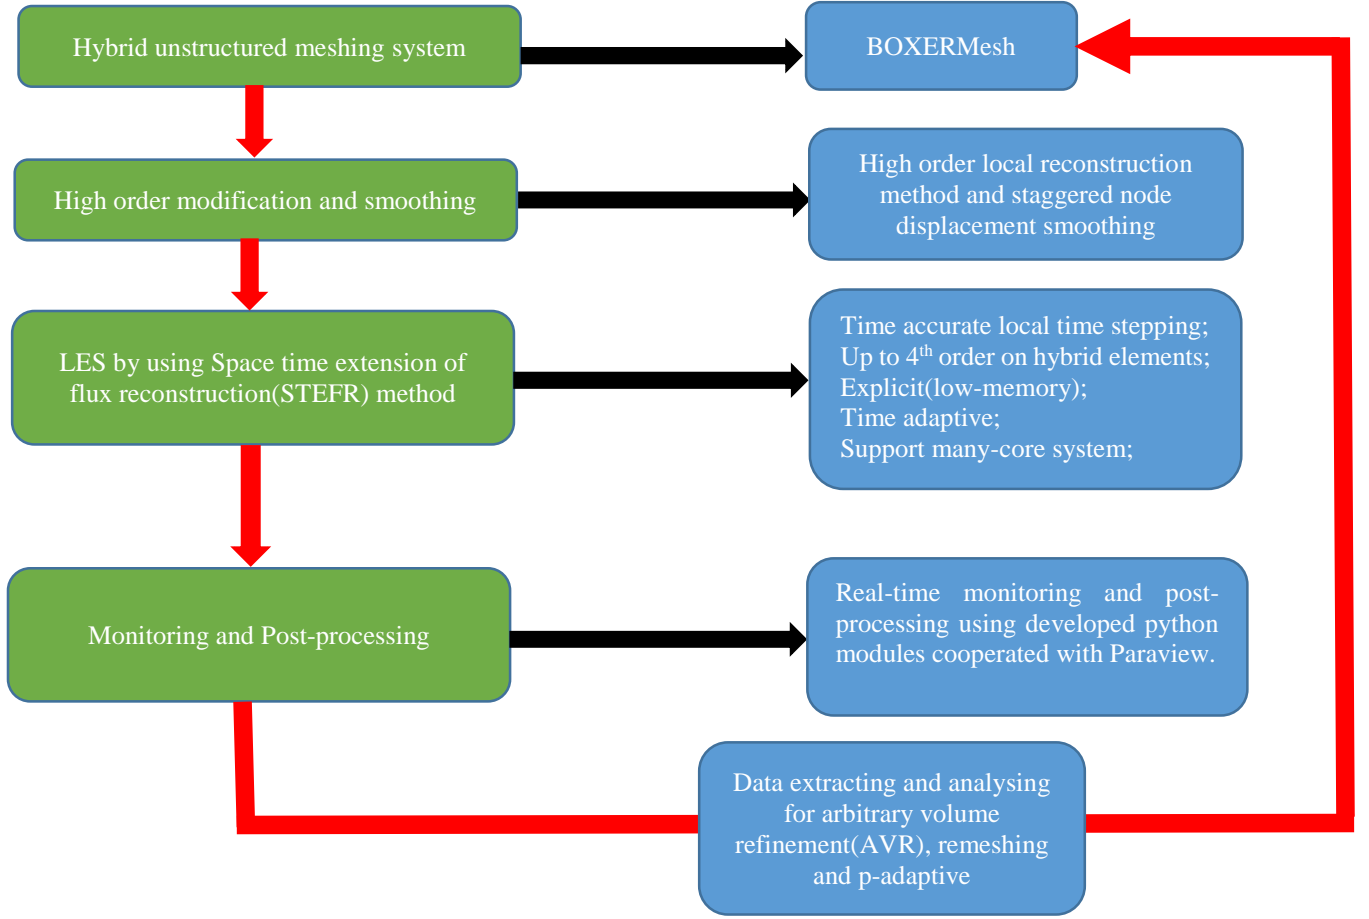 Hybrid unstructured meshing system
BOXERMesh
High order modification and smoothing
High order local reconstruction
method and staggered node
displacement smoothing
LES by using Space time extension of
flux reconstruction(STEFR) method
Time accurate local time stepping;
Up to 4th order on hybrid elements;
Explicit(low-memory);
Time adaptive;
Support many-core system;
Monitoring and Post-processing
Real-time monitoring and post-
processing using developed python
modules cooperated with Paraview.
Data extracting and analysing
for arbitrary volume
refinement(AVR), remeshing
and p-adaptive